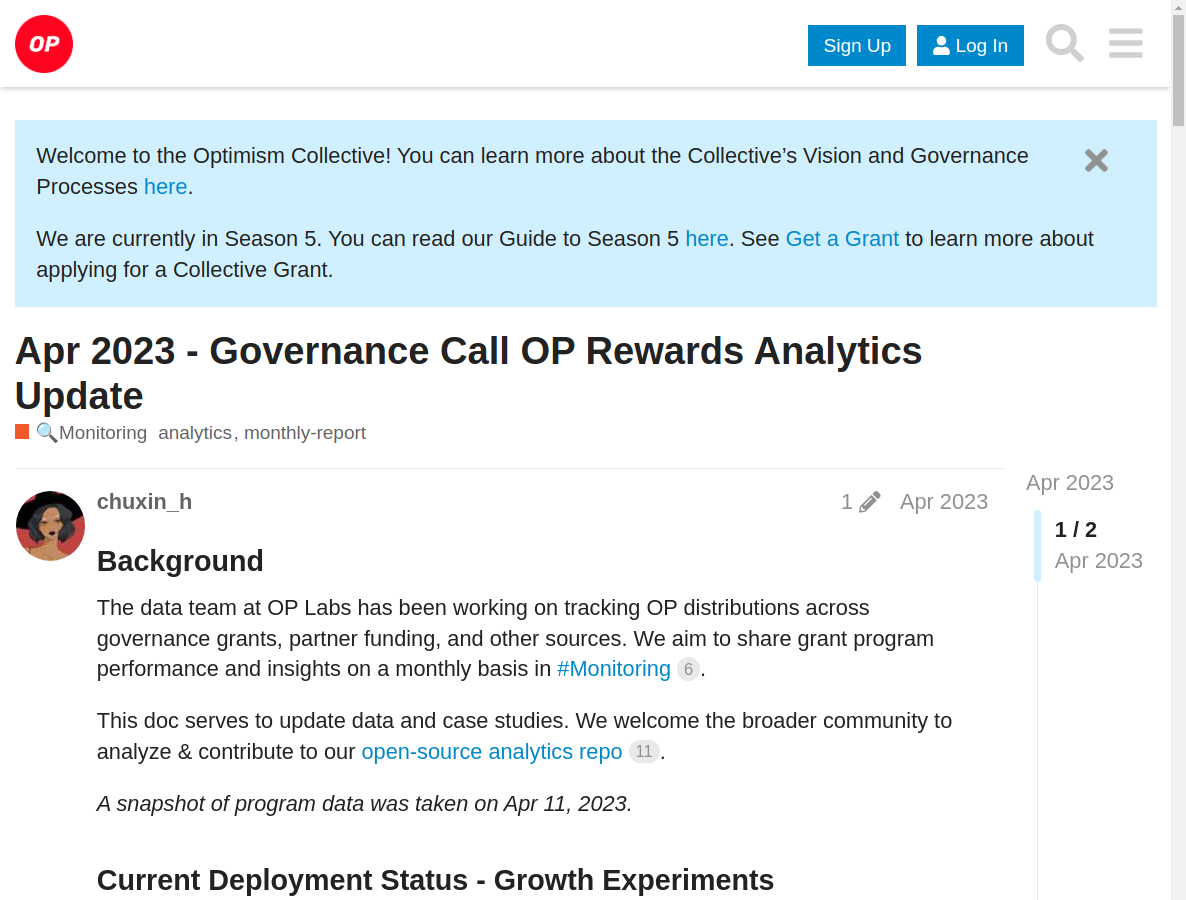 OP
Sign Up
Log In
Welcome to the Optimism Collective! You can learn more about the Collective’s Vision and Governance
Processes here.
We are currently in Season 5. You can read our Guide to Season 5 here. See Get a Grant to learn more about
applying for a Collective Grant.
Apr 2023 - Governance Call OP Rewards Analytics
Update
🔍Monitoring analytics, monthly-report
chuxin_h 1 Apr 2023
Apr 2023
1 / 2
Apr 2023
Background
The data team at OP Labs has been working on tracking OP distributions across
governance grants, partner funding, and other sources. We aim to share grant program
performance and insights on a monthly basis in #Monitoring 6.
This doc serves to update data and case studies. We welcome the broader community to
analyze & contribute to our open-source analytics repo 11.
A snapshot of program data was taken on Apr 11, 2023.
Current Deployment Status - Growth Experiments